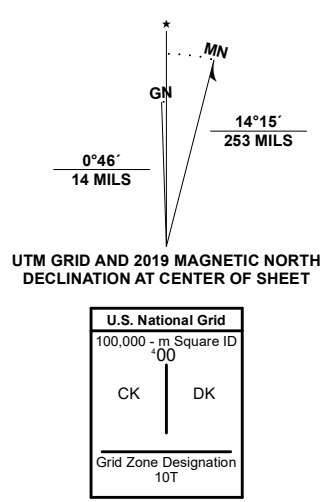 ★
MN
GN
14°15´
253 MILS
0°46´
14 MILS
UTM GRID AND 2019 MAGNETIC NORTH
DECLINATION AT CENTER OF SHEET
U.S. National Grid
100,000 - m Square ID
⁴00
CK DK
Grid Zone Designation
10T